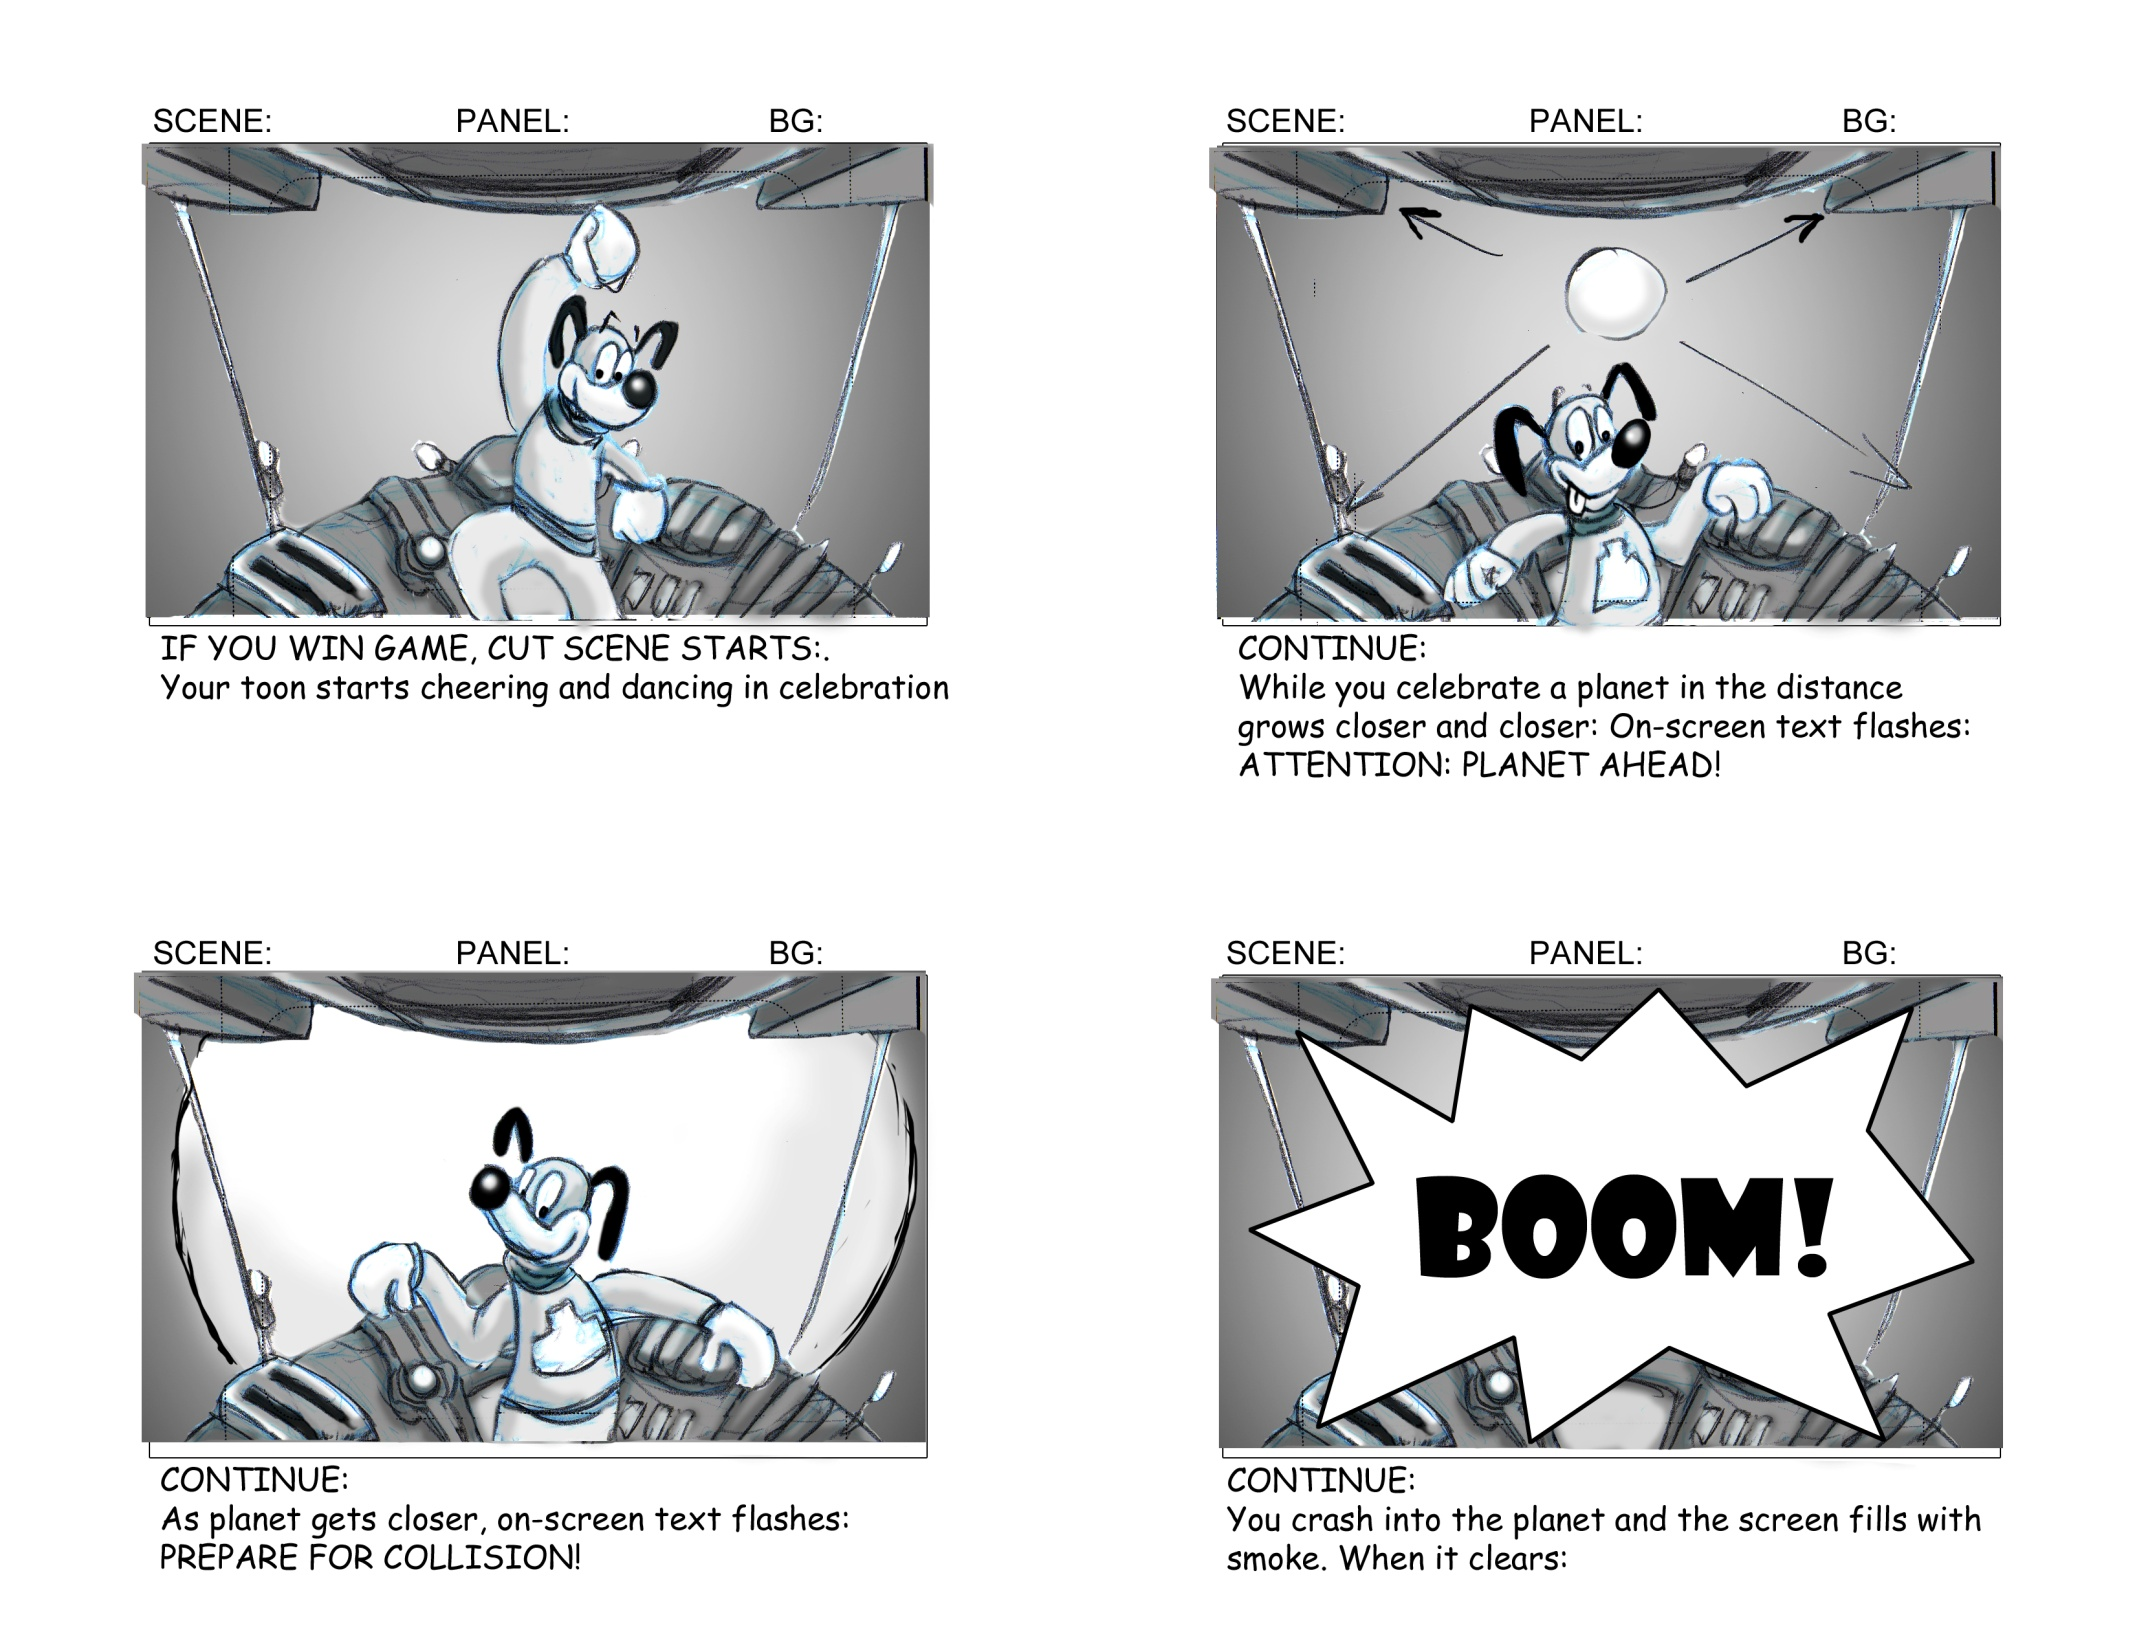 SCENE: PANEL: BG:
IF YOU WIN GAME, CUT SCENE STARTS:.
Your toon starts cheering and dancing in celebration
SCENE: PANEL: BG:
CONTINUE:
While you celebrate a planet in the distance
grows closer and closer: On-screen text flashes:
ATTENTION: PLANET AHEAD!
SCENE: PANEL: BG:
CONTINUE:
As planet gets closer, on-screen text flashes:
PREPARE FOR COLLISION!
SCENE: PANEL: BG:
BOOM!
CONTINUE:
You crash into the planet and the screen fills with
smoke. When it clears: